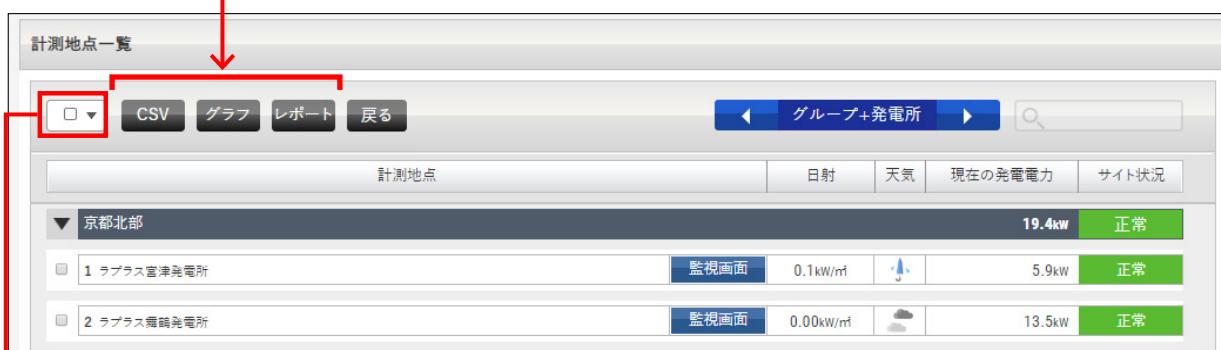 計測地点一覧
CSV グラフ レポート 戻る グループ+発電所
計測地点 日射 天気 現在の発電電力 サイト状況
京都北部 19.4kW 正常
1 ラプラス宮津発電所 監視画面 0.1kW/㎡ 5.9kW 正常
2 ラプラス舞鶴発電所 監視画面 0.00kW/㎡ 13.5kW 正常